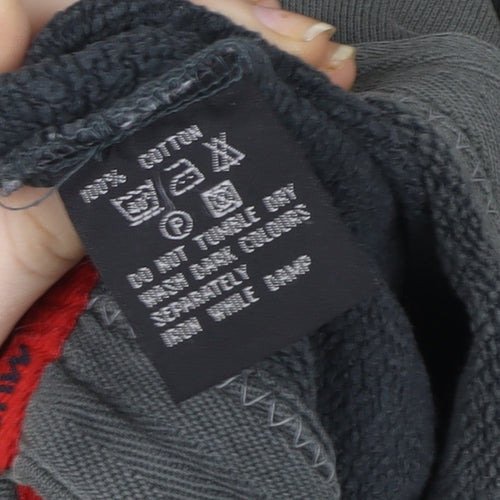 100% COTTON
P
DO NOT TUMBLE DRY
WASH DARK COLOURS
SEPARATELY
IRON WHILE DAMP